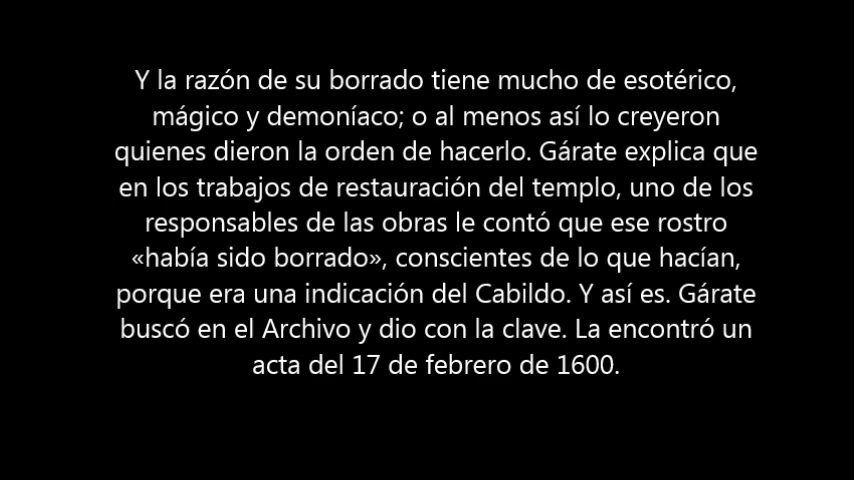 Y la razón de su borrado tiene mucho de esotérico,
mágico y demoníaco; o al menos así lo creyeron
quienes dieron la orden de hacerlo. Gárate explica que
en los trabajos de restauración del templo, uno de los
responsables de las obras le contó que ese rostro
«había sido borrado», conscientes de lo que hacían,
porque era una indicación del Cabildo. Y así es. Gárate
buscó en el Archivo y dio con la clave. La encontró un
acta del 17 de febrero de 1600.